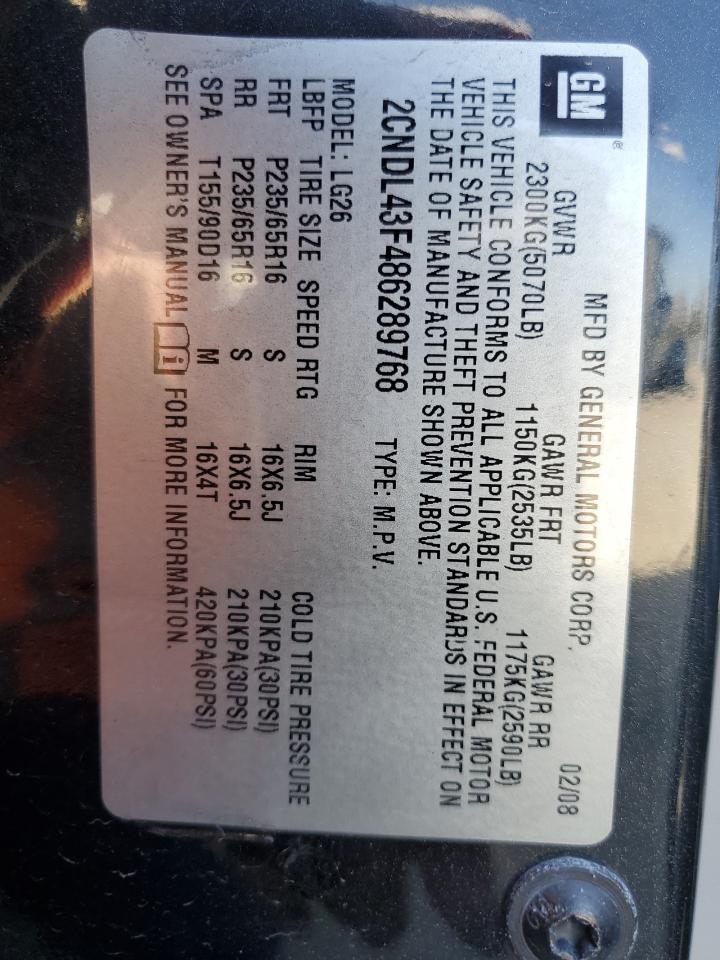 GM®
MFD BY GENERAL MOTORS CORP. 02/08
GVWR GAWR FRT GAWR RR
2300KG(5070LB) 1150KG(2535LB) 1175KG(2590LB)
THIS VEHICLE CONFORMS TO ALL APPLICABLE U.S. FEDERAL MOTOR
VEHICLE SAFETY AND THEFT PREVENTION STANDARDS IN EFFECT ON
THE DATE OF MANUFACTURE SHOWN ABOVE.
2CNDL43F486289768 TYPE: M.P.V.
MODEL: LG26
LBFP TIRE SIZE SPEED RTG RIM COLD TIRE PRESSURE
FRT P235/65R16 S 16X6.5J 210KPA(30PSI)
RR P235/65R16 S 16X6.5J 210KPA(30PSI)
SPA T155/90D16 M 16X4T 420KPA(60PSI)
SEE OWNER'S MANUAL i FOR MORE INFORMATION.